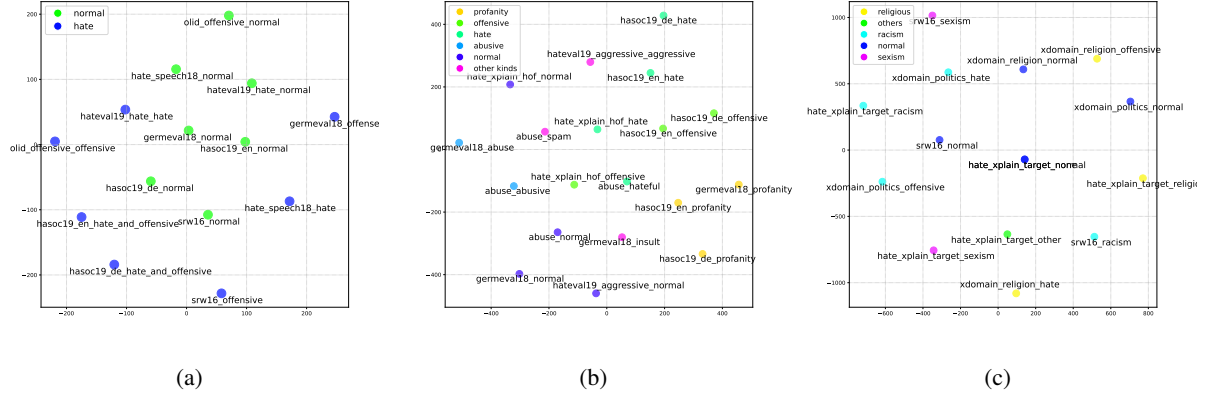 normal
hate
olid_offensive_normal
hate_speech18_normal
hateval19_hate_normal
hateval19_hate_hate
germeval18_offense
germeval18_normal
olid_offensive_offensive
hasoc19_en_normal
hasoc19_de_normal
hate_speech18_hate
hasoc19_en_hate_and_offensive
srw16_normal
hasoc19_de_hate_and_offensive
srw16_offensive
200
100
0
−100
−200
−200
−100
0
100
200
(a)
profanity
offensive
hate
abusive
normal
other kinds
hasoc19_de_hate
hateval19_aggressive_aggressive
hate_xplain_hof_normal
hasoc19_en_hate
hasoc19_de_offensive
hate_xplain_hof_hate
hasoc19_en_offensive
abuse_spam
germeval18_abuse
hate_xplain_hof_offensive
abuse_abusive
abuse_hateful
germeval18_profanity
hasoc19_en_profanity
abuse_normal
germeval18_insult
hasoc19_de_profanity
germeval18_normal
hateval19_aggressive_normal
400
200
0
−200
−400
−400
−200
0
200
400
(b)
religious
others
racism
normal
sexism
srw16_sexism
xdomain_religion_offensive
xdomain_religion_normal
xdomain_politics_hate
hate_xplain_target_racism
xdomain_politics_normal
srw16_normal
hate_xplain_target_none
xdomain_politics_offensive
hate_xplain_target_religi
hate_xplain_target_other
srw16_racism
hate_xplain_target_sexism
xdomain_religion_hate
1000
500
0
−500
−1000
−600
−400
−200
0
200
400
600
800
(c)